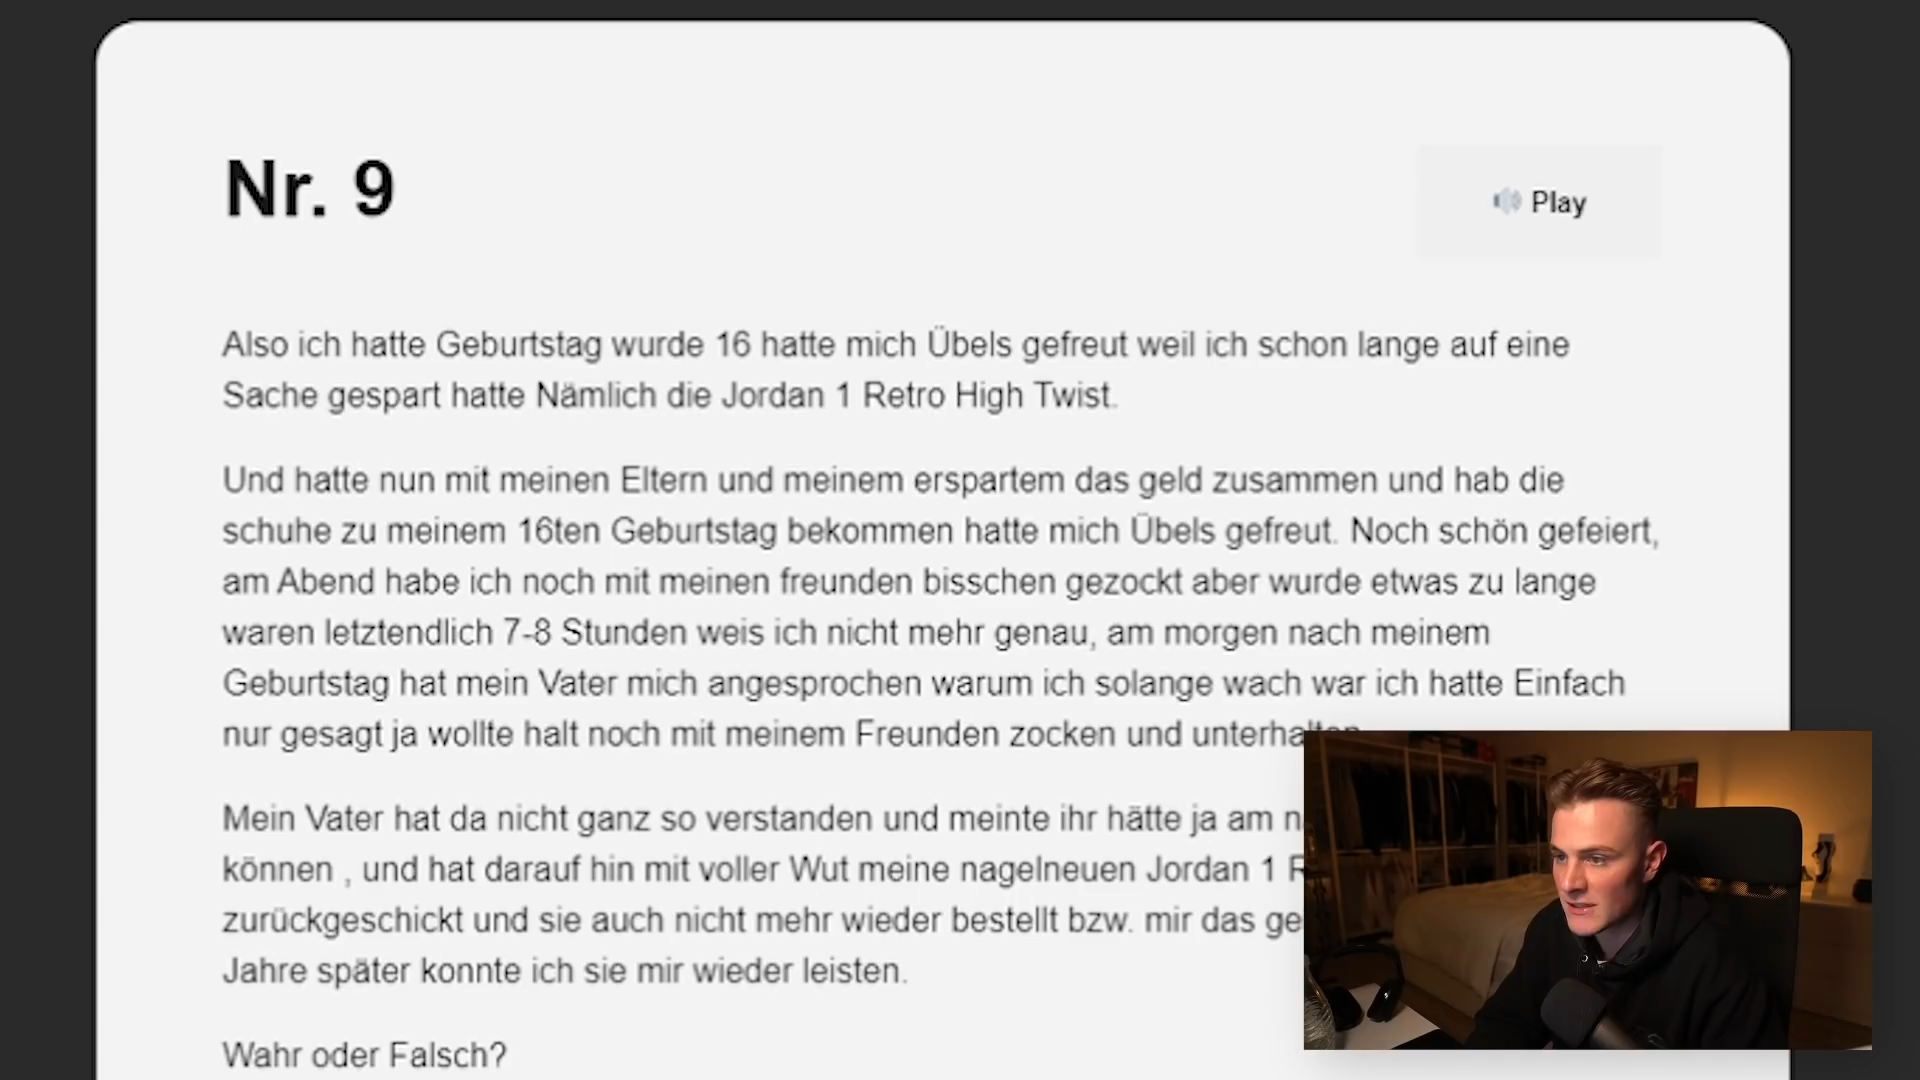 Nr. 9
Play
Also ich hatte Geburtstag wurde 16 hatte mich Übels gefreut weil ich schon lange auf eine
Sache gespart hatte Nämlich die Jordan 1 Retro High Twist.
Und hatte nun mit meinen Eltern und meinem erspartem das geld zusammen und hab die
schuhe zu meinem 16ten Geburtstag bekommen hatte mich Übels gefreut. Noch schön gefeiert,
am Abend habe ich noch mit meinen freunden bisschen gezockt aber wurde etwas zu lange
waren letztendlich 7-8 Stunden weis ich nicht mehr genau, am morgen nach meinem
Geburtstag hat mein Vater mich angesprochen warum ich solange wach war ich hatte Einfach
nur gesagt ja wollte halt noch mit meinem Freunden zocken und unterhalten
Mein Vater hat da nicht ganz so verstanden und meinte ihr hätte ja am
können , und hat darauf hin mit voller Wut meine nagelneuen Jordan 1
zurückgeschickt und sie auch nicht mehr wieder bestellt bzw. mir das
Jahre später konnte ich sie mir wieder leisten.
Wahr oder Falsch?